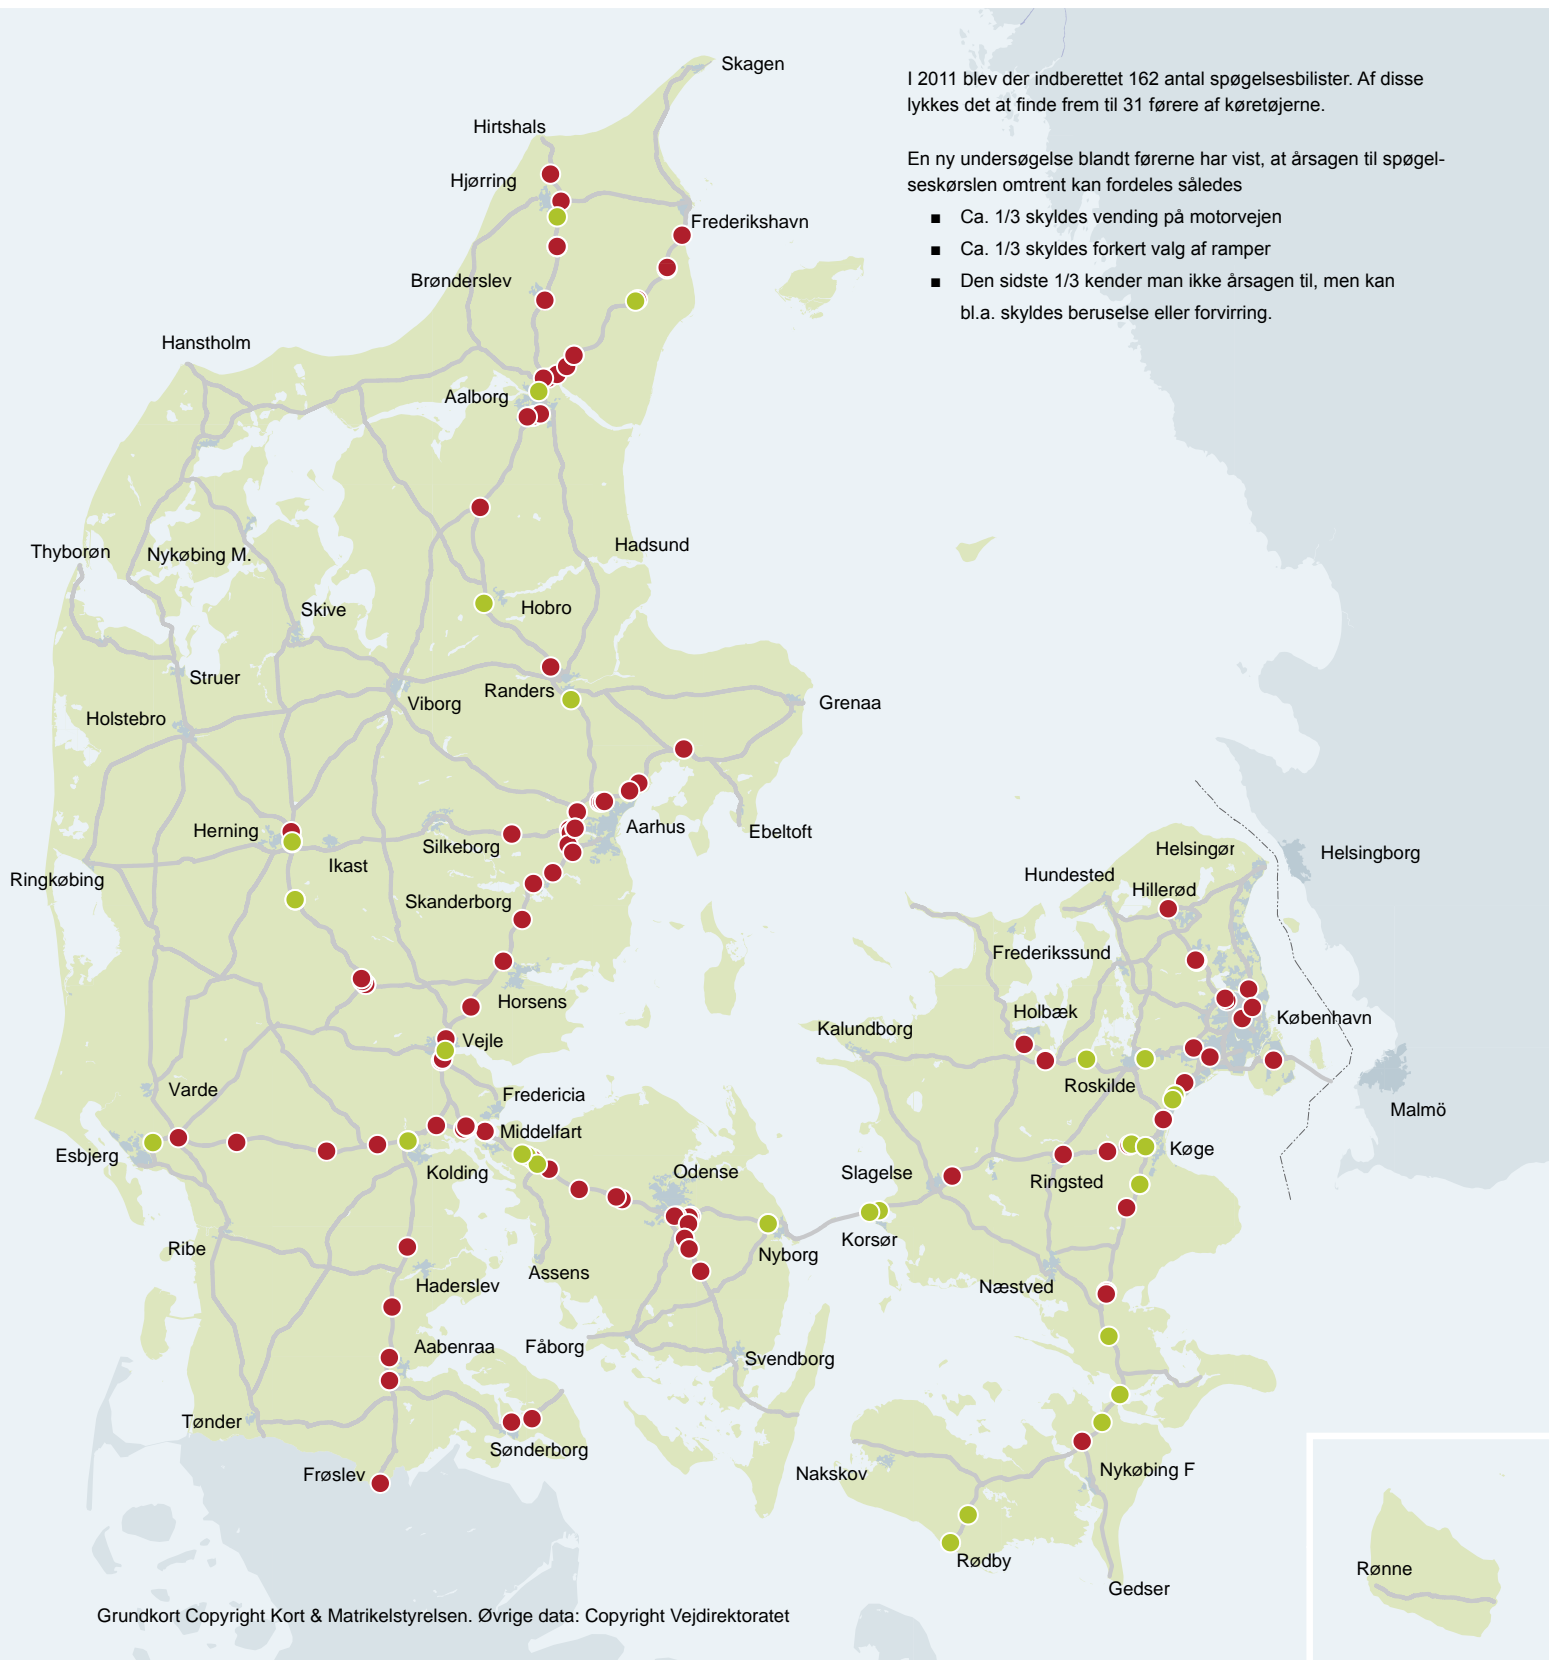 Skagen
I 2011 blev der indberettet 162 antal spøgelsesbilister. Af disse
lykkes det at finde frem til 31 førere af køretøjerne.
En ny undersøgelse blandt førerne har vist, at årsagen til spøgel-
seskørslen omtrent kan fordeles således
■ Ca. 1/3 skyldes vending på motorvejen
■ Ca. 1/3 skyldes forkert valg af ramper
■ Den sidste 1/3 kender man ikke årsagen til, men kan
bl.a. skyldes beruselse eller forvirring.
Hirtshals
Hjørring
Frederikshavn
Brønderslev
Hanstholm
Aalborg
Hadsund
Thyborøn
Nykøbing M.
Skive
Hobro
Struer
Randers
Viborg
Grenaa
Holstebro
Herning
Aarhus
Ebeltoft
Silkeborg
Ikast
Ringkøbing
Skanderborg
Helsingør
Helsingborg
Hundested
Hillerød
Frederikssund
Horsens
Holbæk
København
Kalundborg
Vejle
Varde
Roskilde
Fredericia
Malmö
Middelfart
Esbjerg
Kolding
Odense
Slagelse
Køge
Ringsted
Ribe
Nyborg
Korsør
Haderslev
Assens
Næstved
Aabenraa
Fåborg
Svendborg
Tønder
Sønderborg
Frøslev
Nakskov
Nykøbing F
Rødby
Gedser
Rønne
Grundkort Copyright Kort & Matrikelstyrelsen. Øvrige data: Copyright Vejdirektoratet